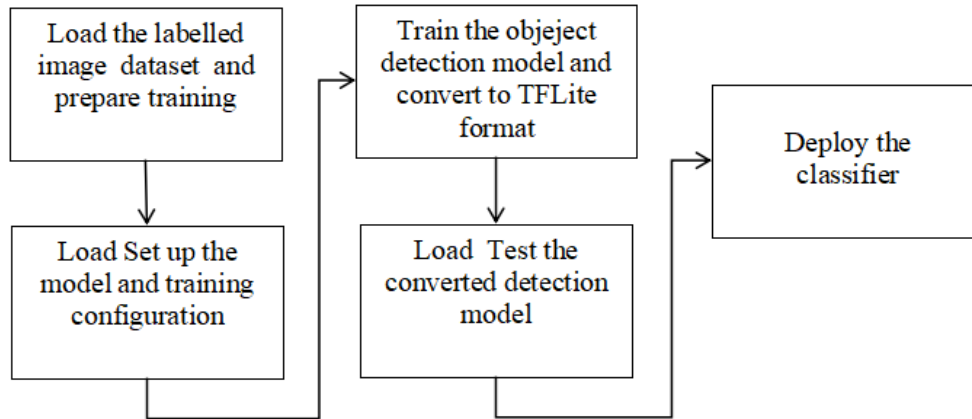 Load the labelled
image dataset and
prepare training
Load Set up the
model and training
configuration
Train the objeject
detection model and
convert to TFLite
format
Load Test the
converted detection
model
Deploy the
classifier